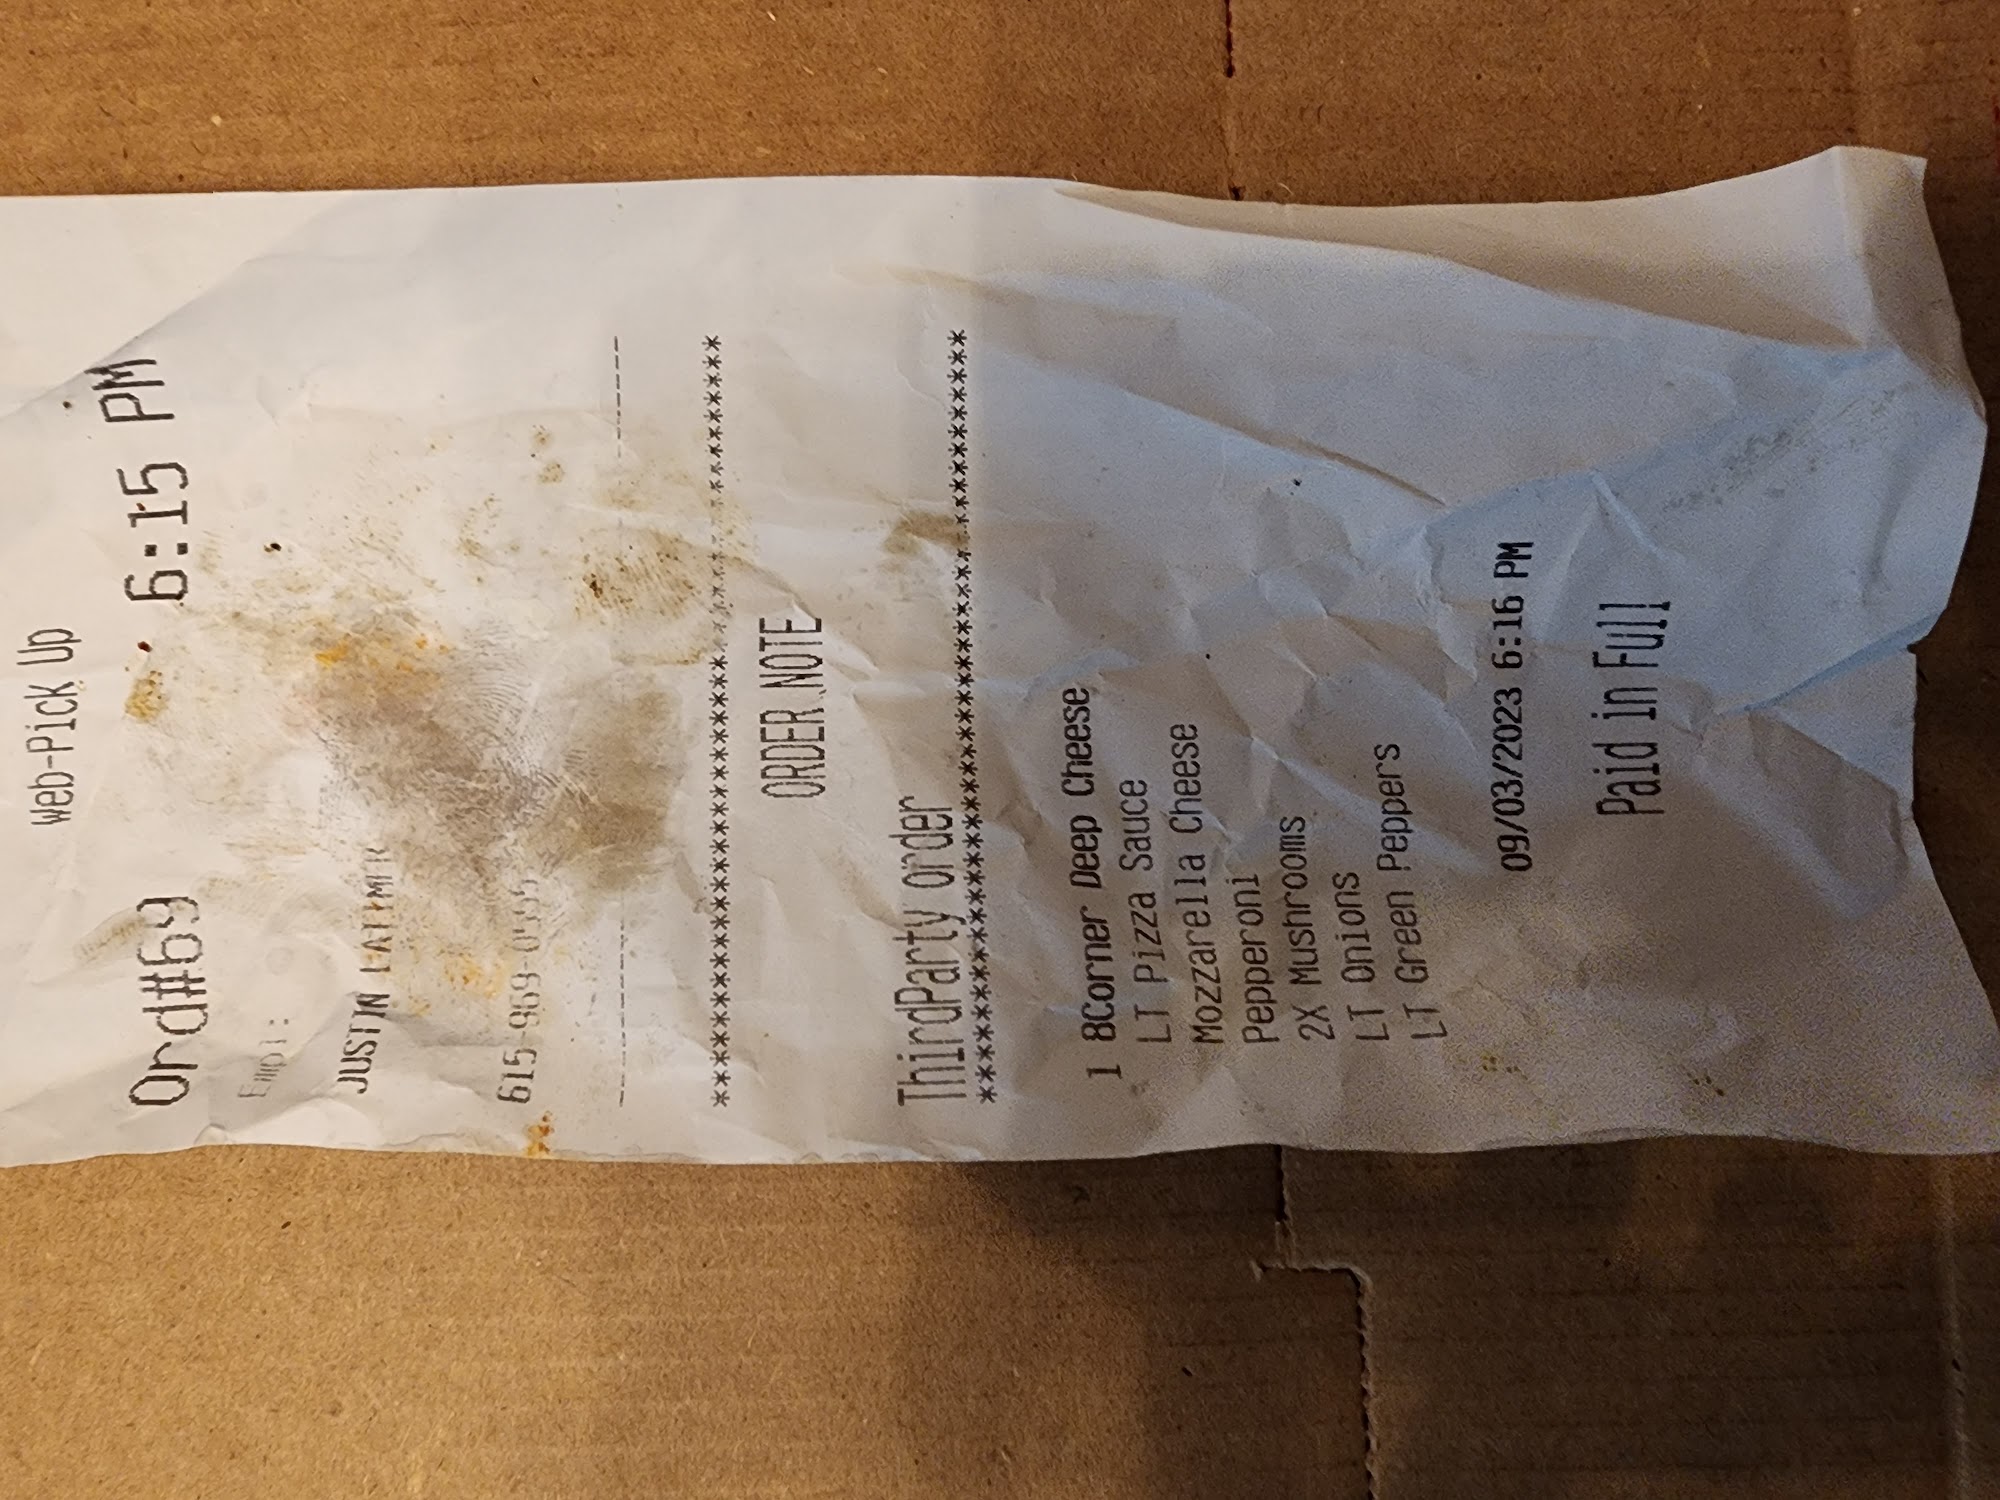 Web-Pick Up
Ord#69 6:15 PM
Empl:
JUSTIN LATIMER
615-969-
------------------------------
******************************************
ORDER NOTE
ThirdParty order
******************************************
1 8Corner Deep Cheese
LT Pizza Sauce
Mozzarella Cheese
Pepperoni
2X Mushrooms
LT Onions
LT Green Peppers
09/03/2023 6:16 PM
Paid in Full